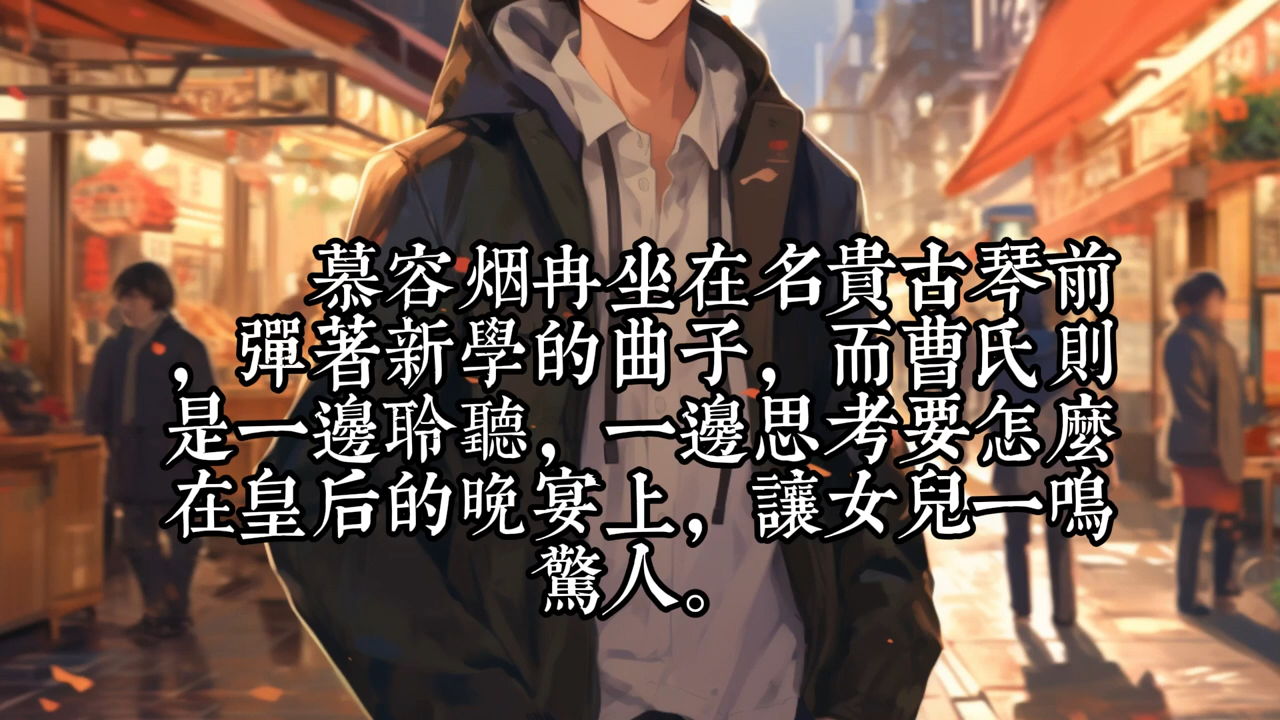 慕容烟冉坐在名貴古琴前
，彈著新學的曲子，而曹氏則
是一邊聆聽，一邊思考要怎麼
在皇后的晚宴上，讓女兒一鳴
驚人。